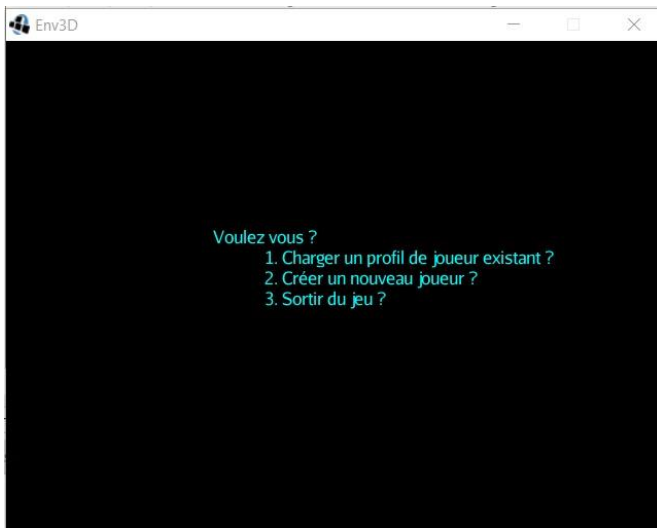 Env3D
Voulez vous ?
1. Charger un profil de joueur existant ?
2. Créer un nouveau joueur ?
3. Sortir du jeu ?